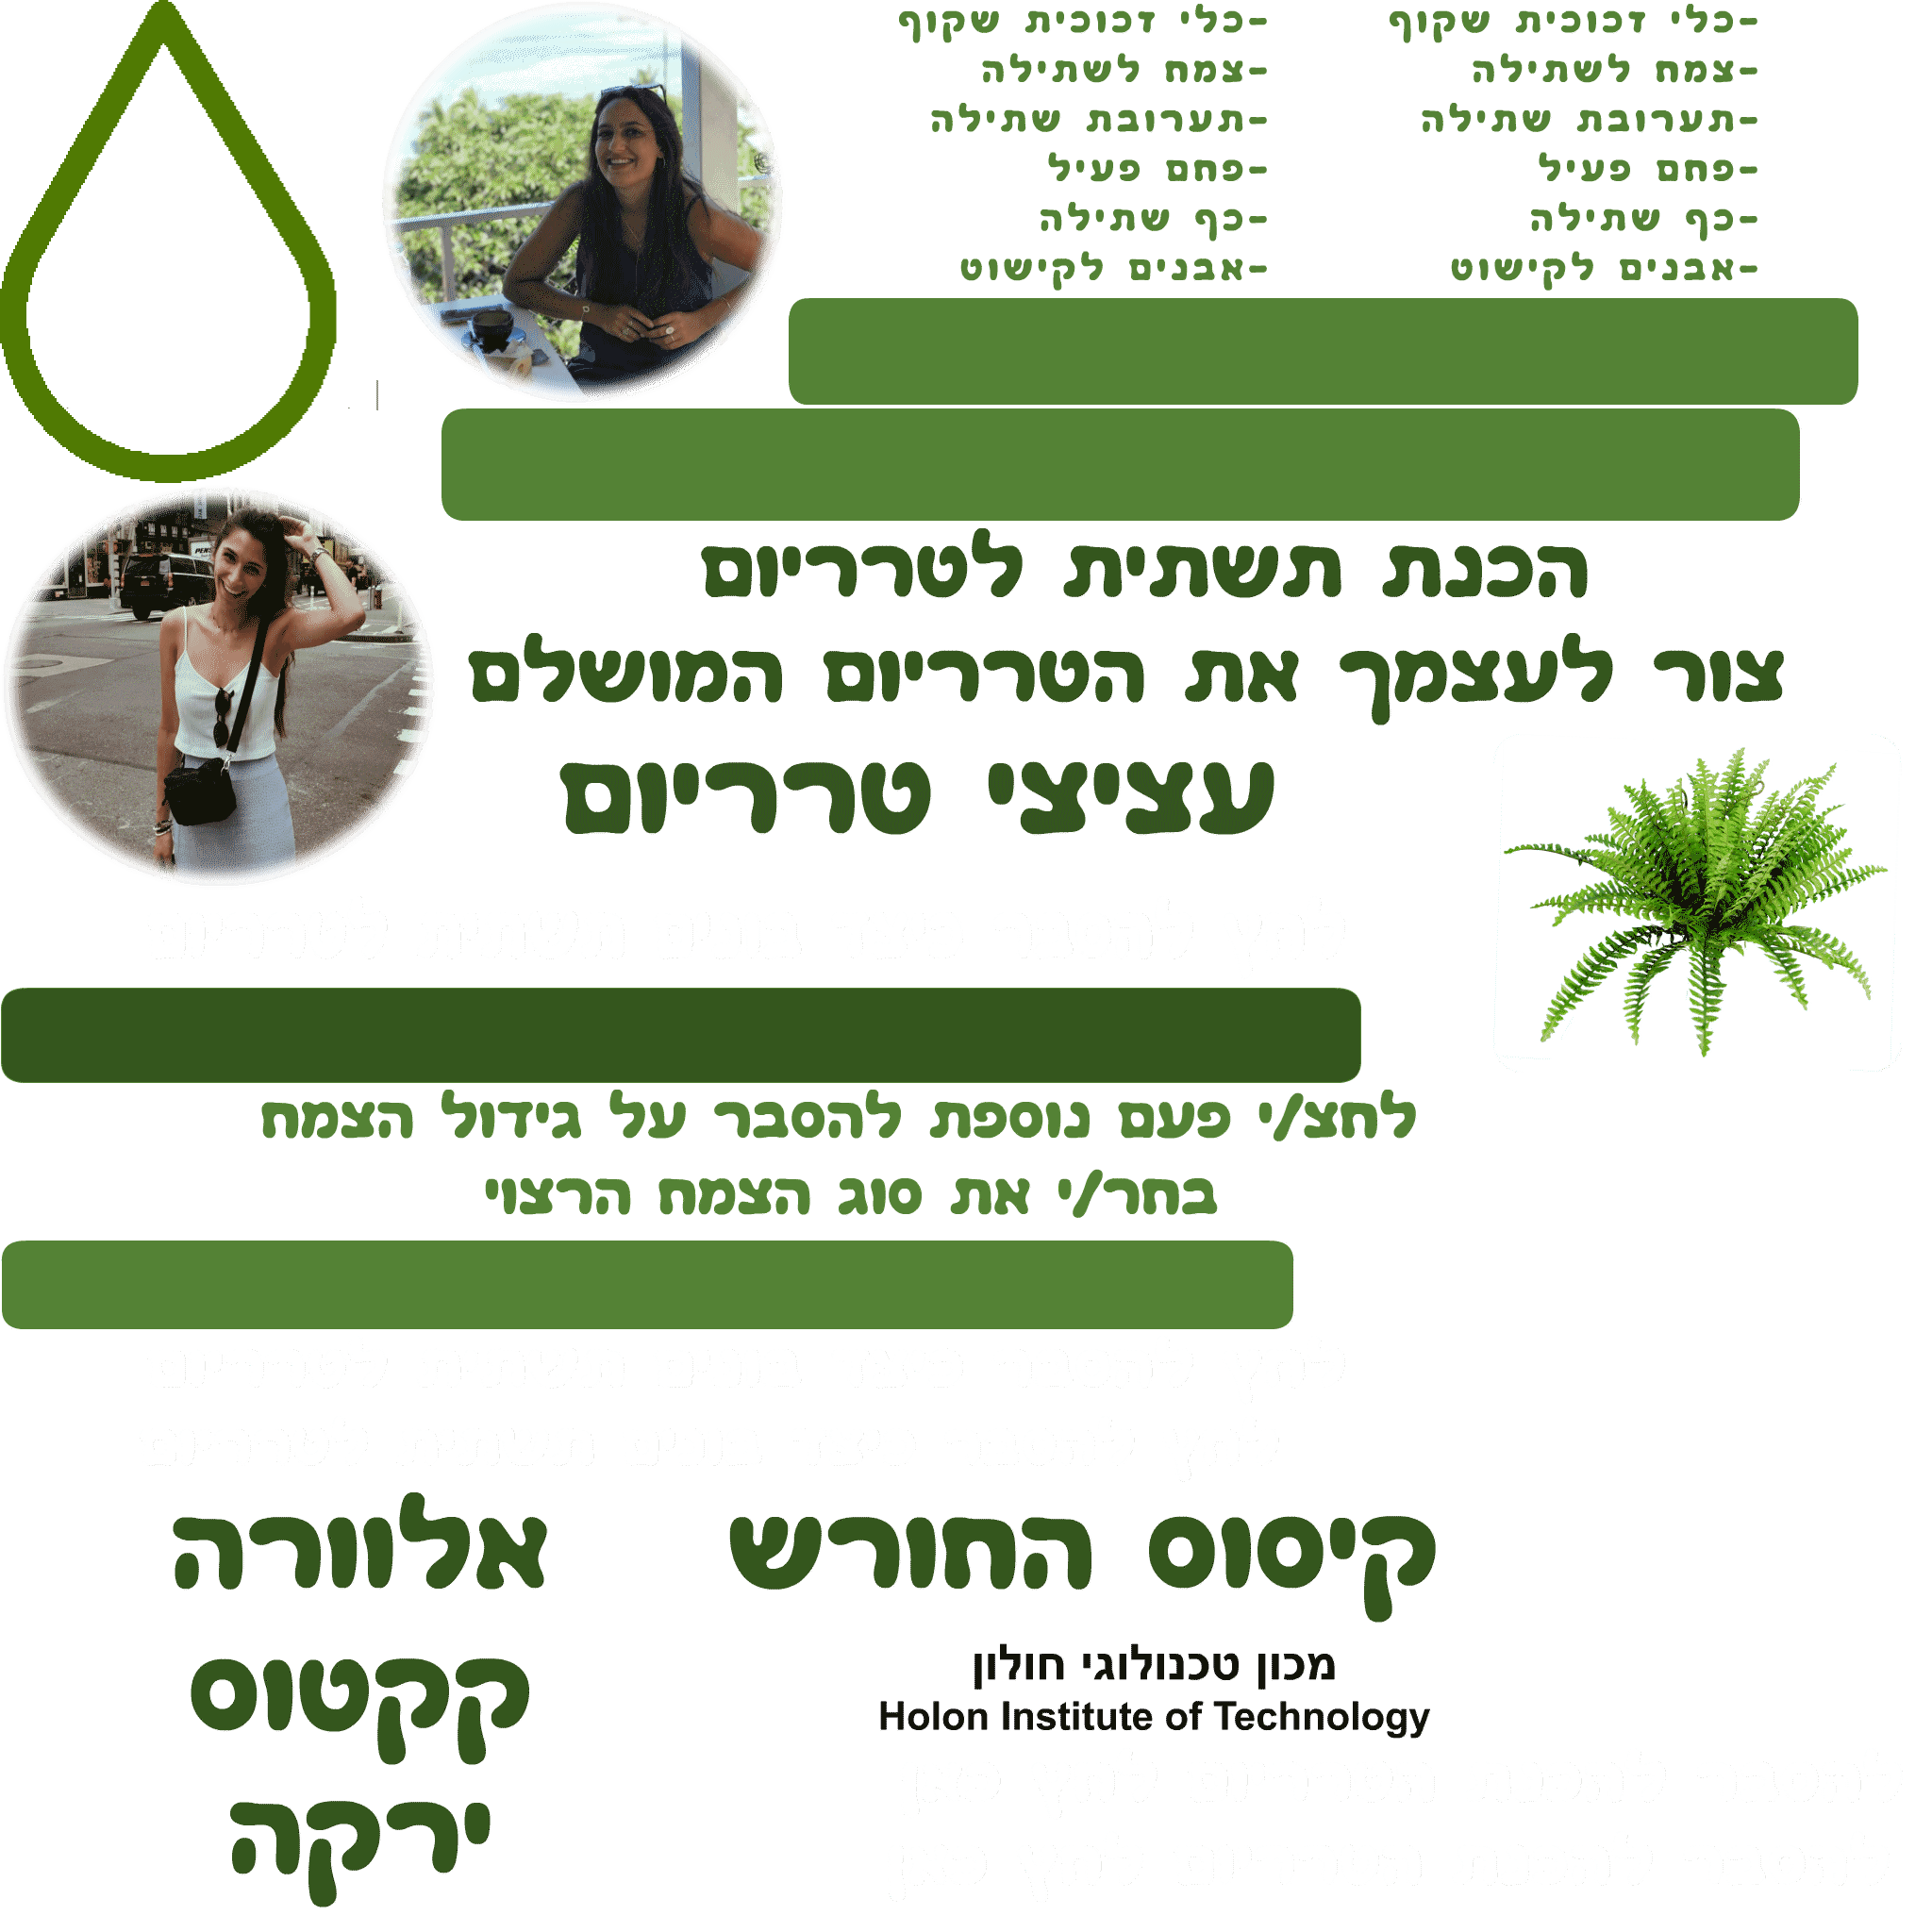 -כלי זכוכית שקוף
-צמח לשתילה
-תערובת שתילה
-פחם פעיל
-כף שתילה
-אבנים לקישוט
-כלי זכוכית שקוף
-צמח לשתילה
-תערובת שתילה
-פחם פעיל
-כף שתילה
-אבנים לקישוט
הכנת תשתית לטרריום
צור לעצמך את הטרריום המושלם
עציצי טרריום
לחצ/י פעם נוספת להסבר על גידול הצמח
בחר/י את סוג הצמח הרצוי
קיסוס החורש
אלוורה
מכון טכנולוגי חולון
Holon Institute of Technology
קקטוס
ירקה